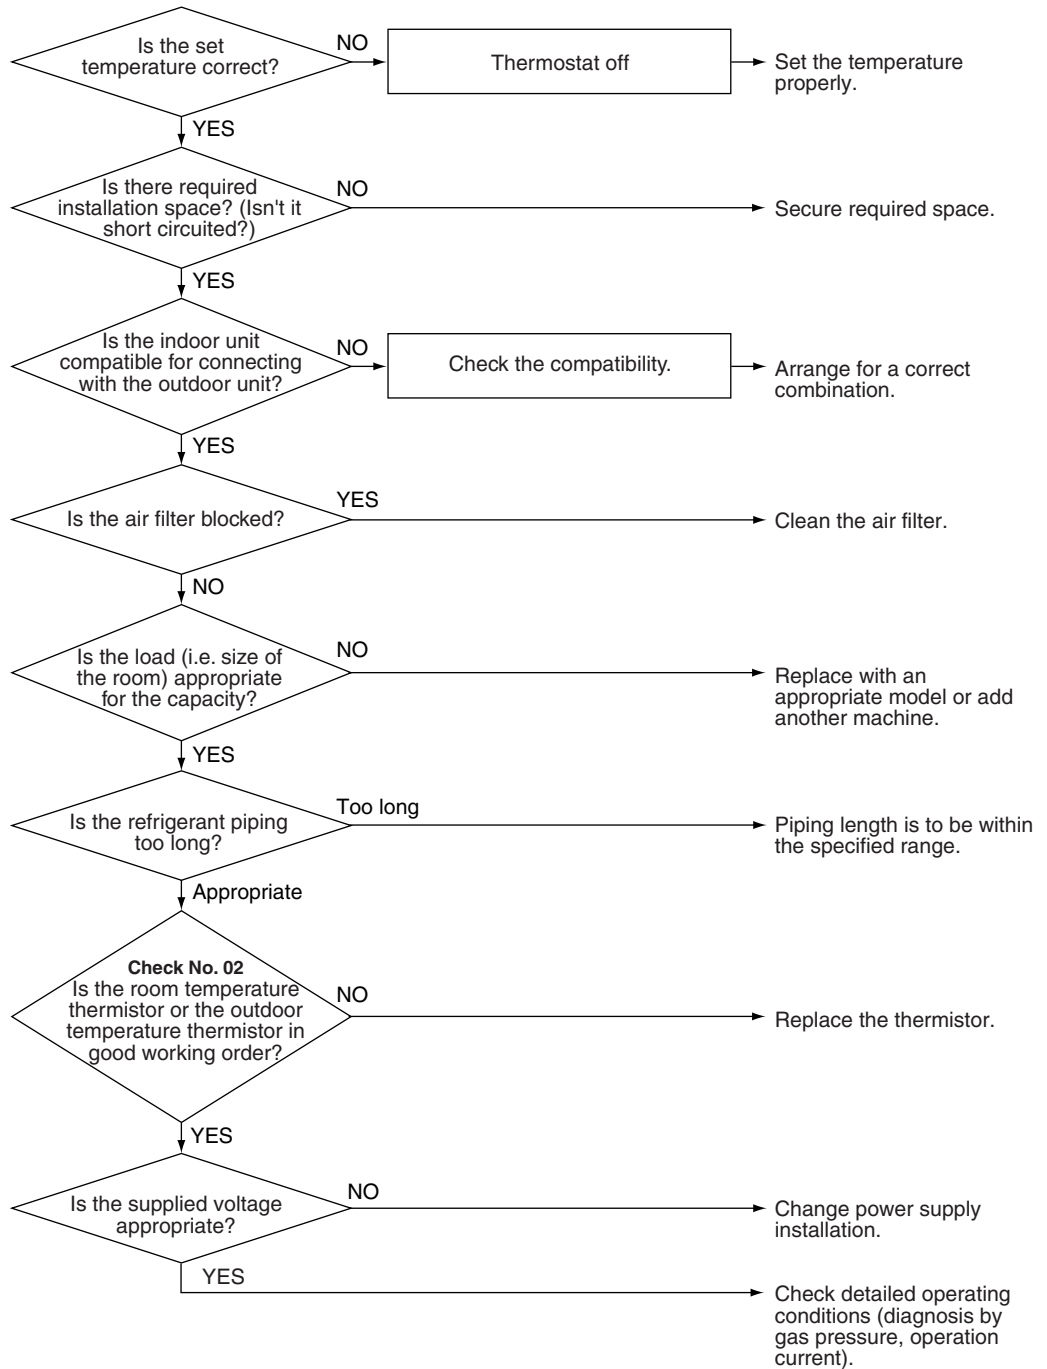 Is the set
temperature correct?
NO
Thermostat off
Set the temperature
properly.
YES
Is there required
installation space? (Isn't it
short circuited?)
NO
Secure required space.
YES
Is the indoor unit
compatible for connecting
with the outdoor unit?
NO
Check the compatibility.
Arrange for a correct
combination.
YES
Is the air filter blocked?
YES
Clean the air filter.
NO
Is the load (i.e. size of
the room) appropriate
for the capacity?
NO
Replace with an
appropriate model or add
another machine.
YES
Is the refrigerant piping
too long?
Too long
Piping length is to be within
the specified range.
Appropriate
Check No. 02
Is the room temperature
thermistor or the outdoor
temperature thermistor in
good working order?
NO
Replace the thermistor.
YES
Is the supplied voltage
appropriate?
NO
Change power supply
installation.
YES
Check detailed operating
conditions (diagnosis by
gas pressure, operation
current).